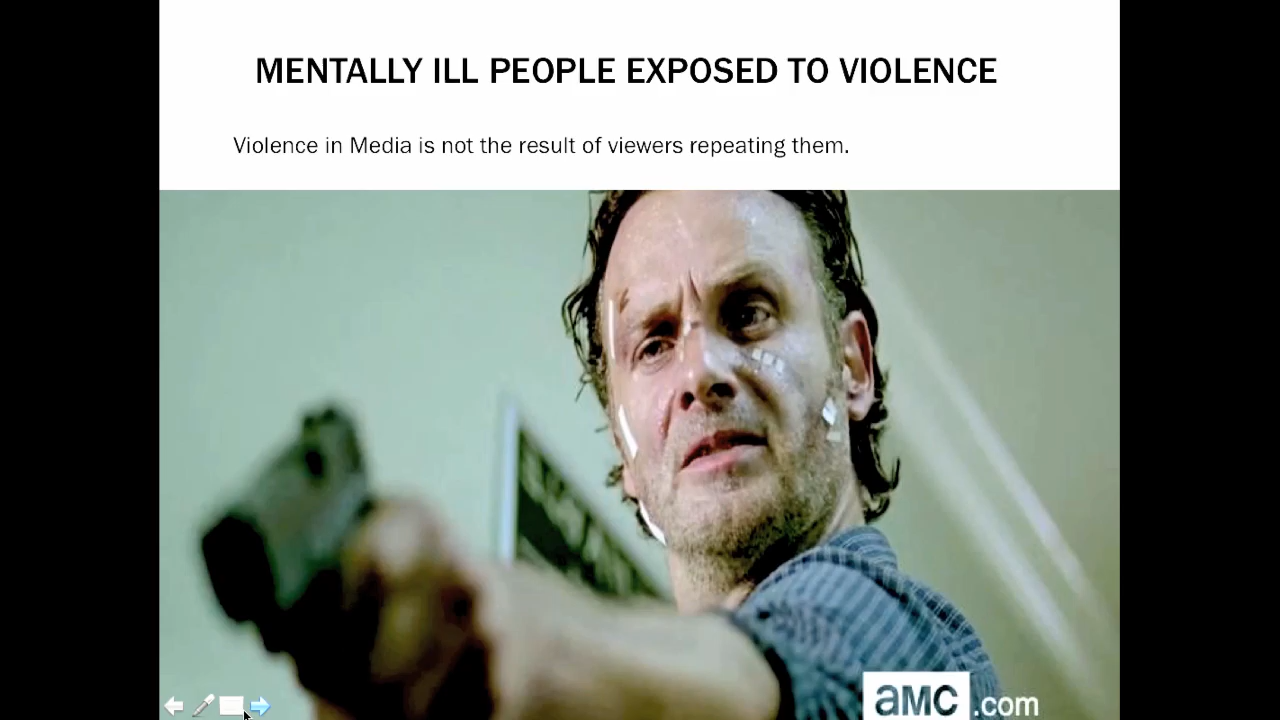 MENTALLY ILL PEOPLE EXPOSED TO VIOLENCE
Violence in Media is not the result of viewers repeating them.
aMC.com